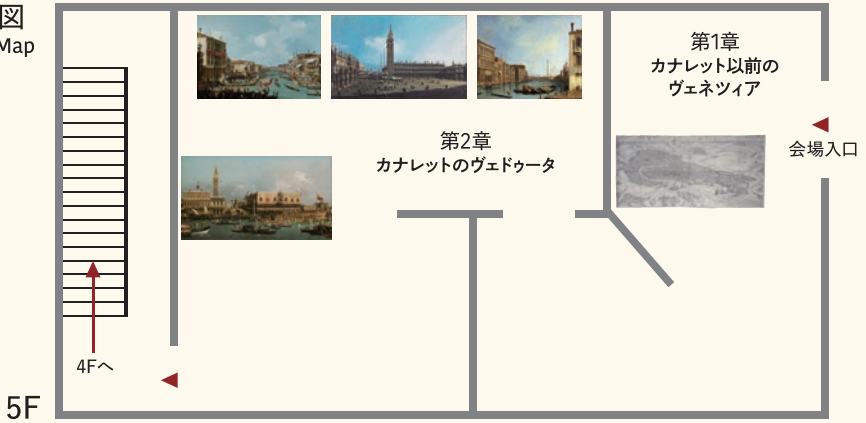 図
Map
第1章
カナレット以前の
ヴェネツィア
会場入口
第2章
カナレットのヴェドゥータ
4Fへ
5F